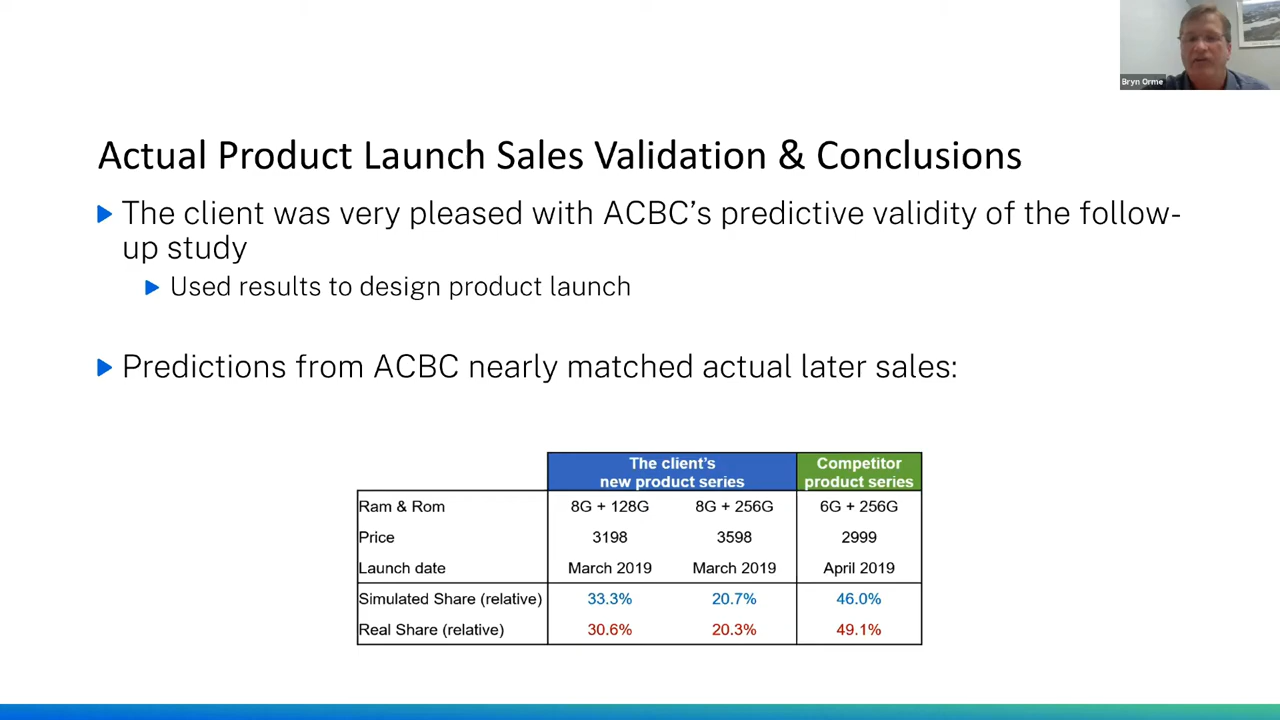 Bryn Orme
Actual Product Launch Sales Validation & Conclusions
The client was very pleased with ACBC’s predictive validity of the follow-
up study
Used results to design product launch
Predictions from ACBC nearly matched actual later sales:
The client’s Competitor
new product series product series
Ram & Rom 8G + 128G 8G + 256G 6G + 256G
Price 3198 3598 2999
Launch date March 2019 March 2019 April 2019
Simulated Share (relative) 33.3% 20.7% 46.0%
Real Share (relative) 30.6% 20.3% 49.1%